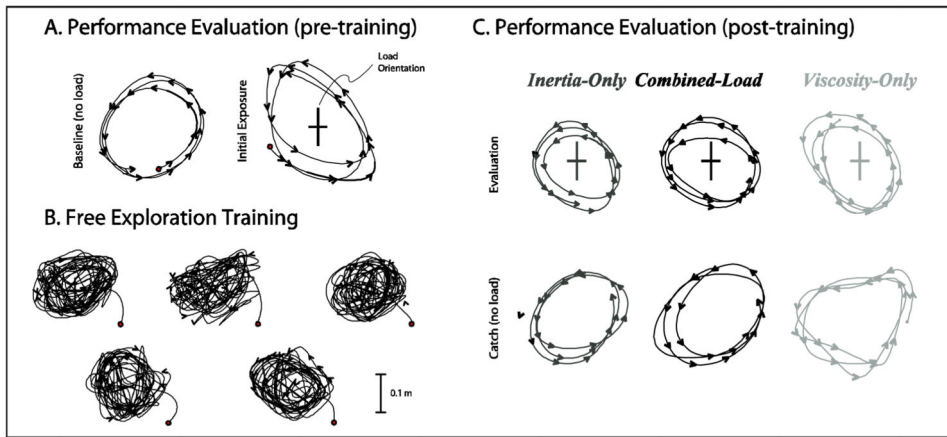 A. Performance Evaluation (pre-training)
Baseline (no load)
Initial Exposure
Load
Orientation
B. Free Exploration Training
0.1 m
C. Performance Evaluation (post-training)
Inertia-Only Combined-Load Viscosity-Only
Evaluation
Catch (no load)